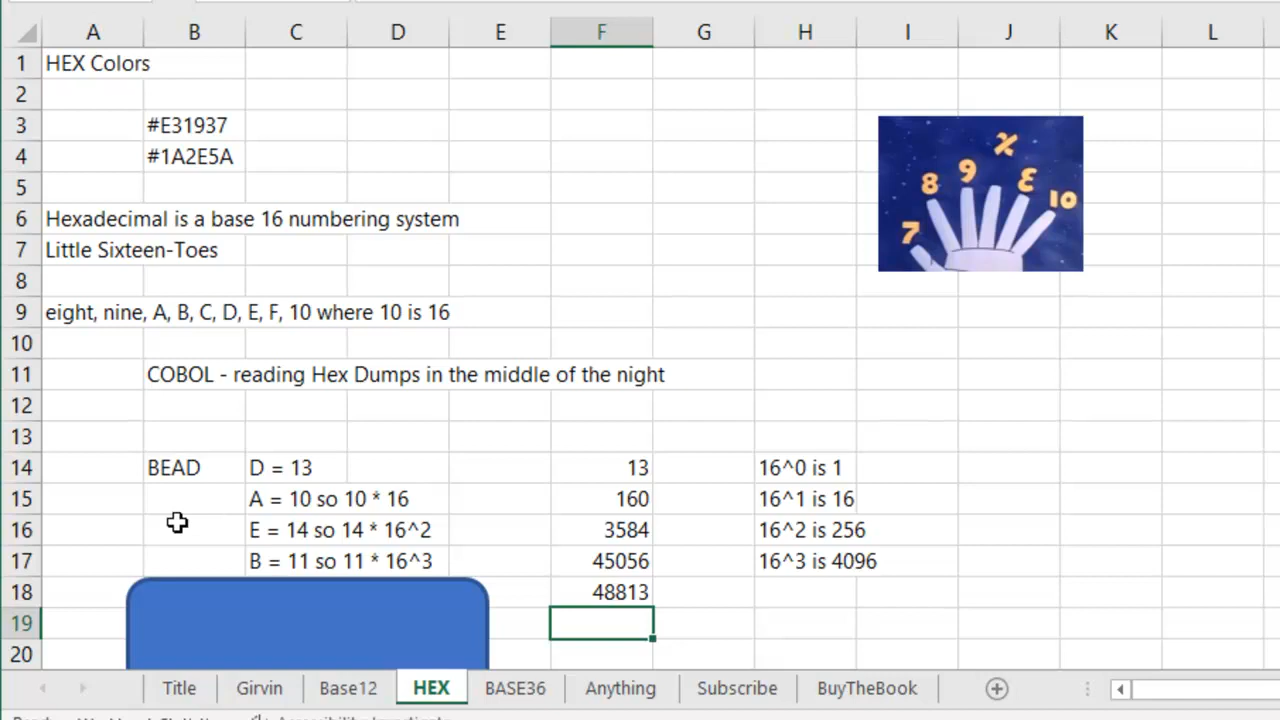 A B C D E F G H I J K L
1 HEX Colors
2
3 #E31937
4 #1A2E5A
5
6 Hexadecimal is a base 16 numbering system
7 Little Sixteen-Toes
8
9 eight, nine, A, B, C, D, E, F, 10 where 10 is 16
10
11 COBOL - reading Hex Dumps in the middle of the night
12
13
14 BEAD D = 13 13 16^0 is 1
15 A = 10 so 10 * 16 160 16^1 is 16
16 E = 14 so 14 * 16^2 3584 16^2 is 256
17 B = 11 so 11 * 16^3 45056 16^3 is 4096
18 48813
19
20
7 8 9 ꭓ Ɛ 10
Title Girvin Base12 HEX BASE36 Anything Subscribe BuyTheBook